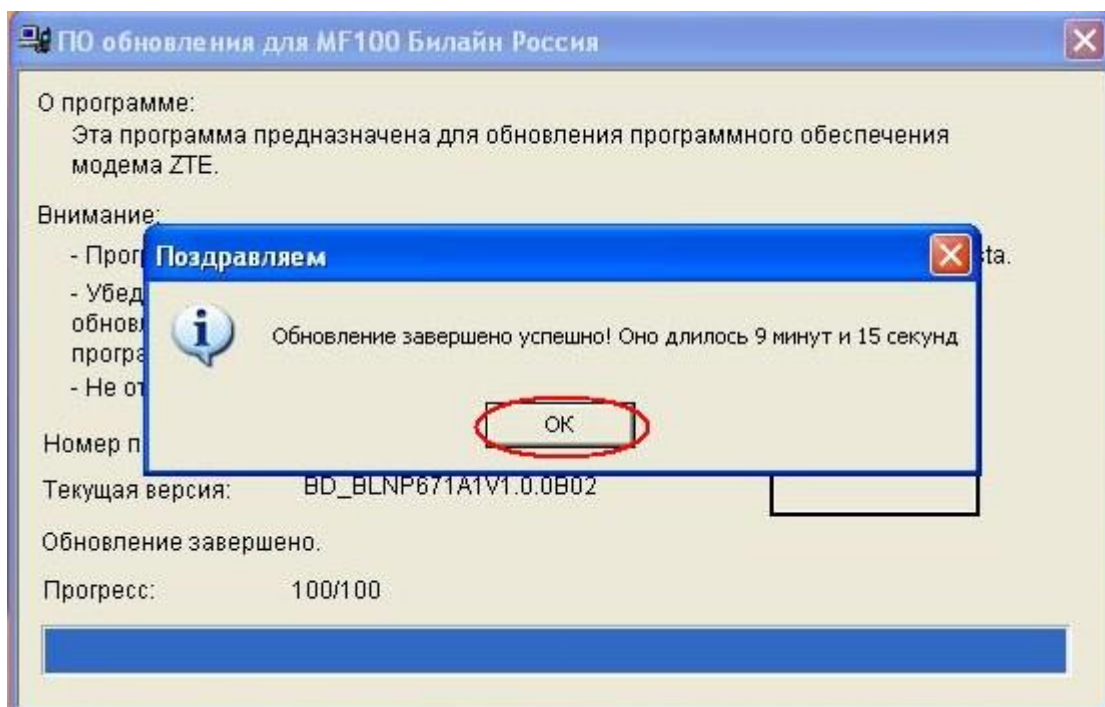 ПО обновления для MF100 Билайн Россия
О программе:
Эта программа предназначена для обновления программного обеспечения
модема ZTE.
Внимание:
Поздравляем
Обновление завершено успешно! Оно длилось 9 минут и 15 секунд
OK
Текущая версия: BD_BLNP671A1V1.0.0B02
Обновление завершено.
Прогресс: 100/100